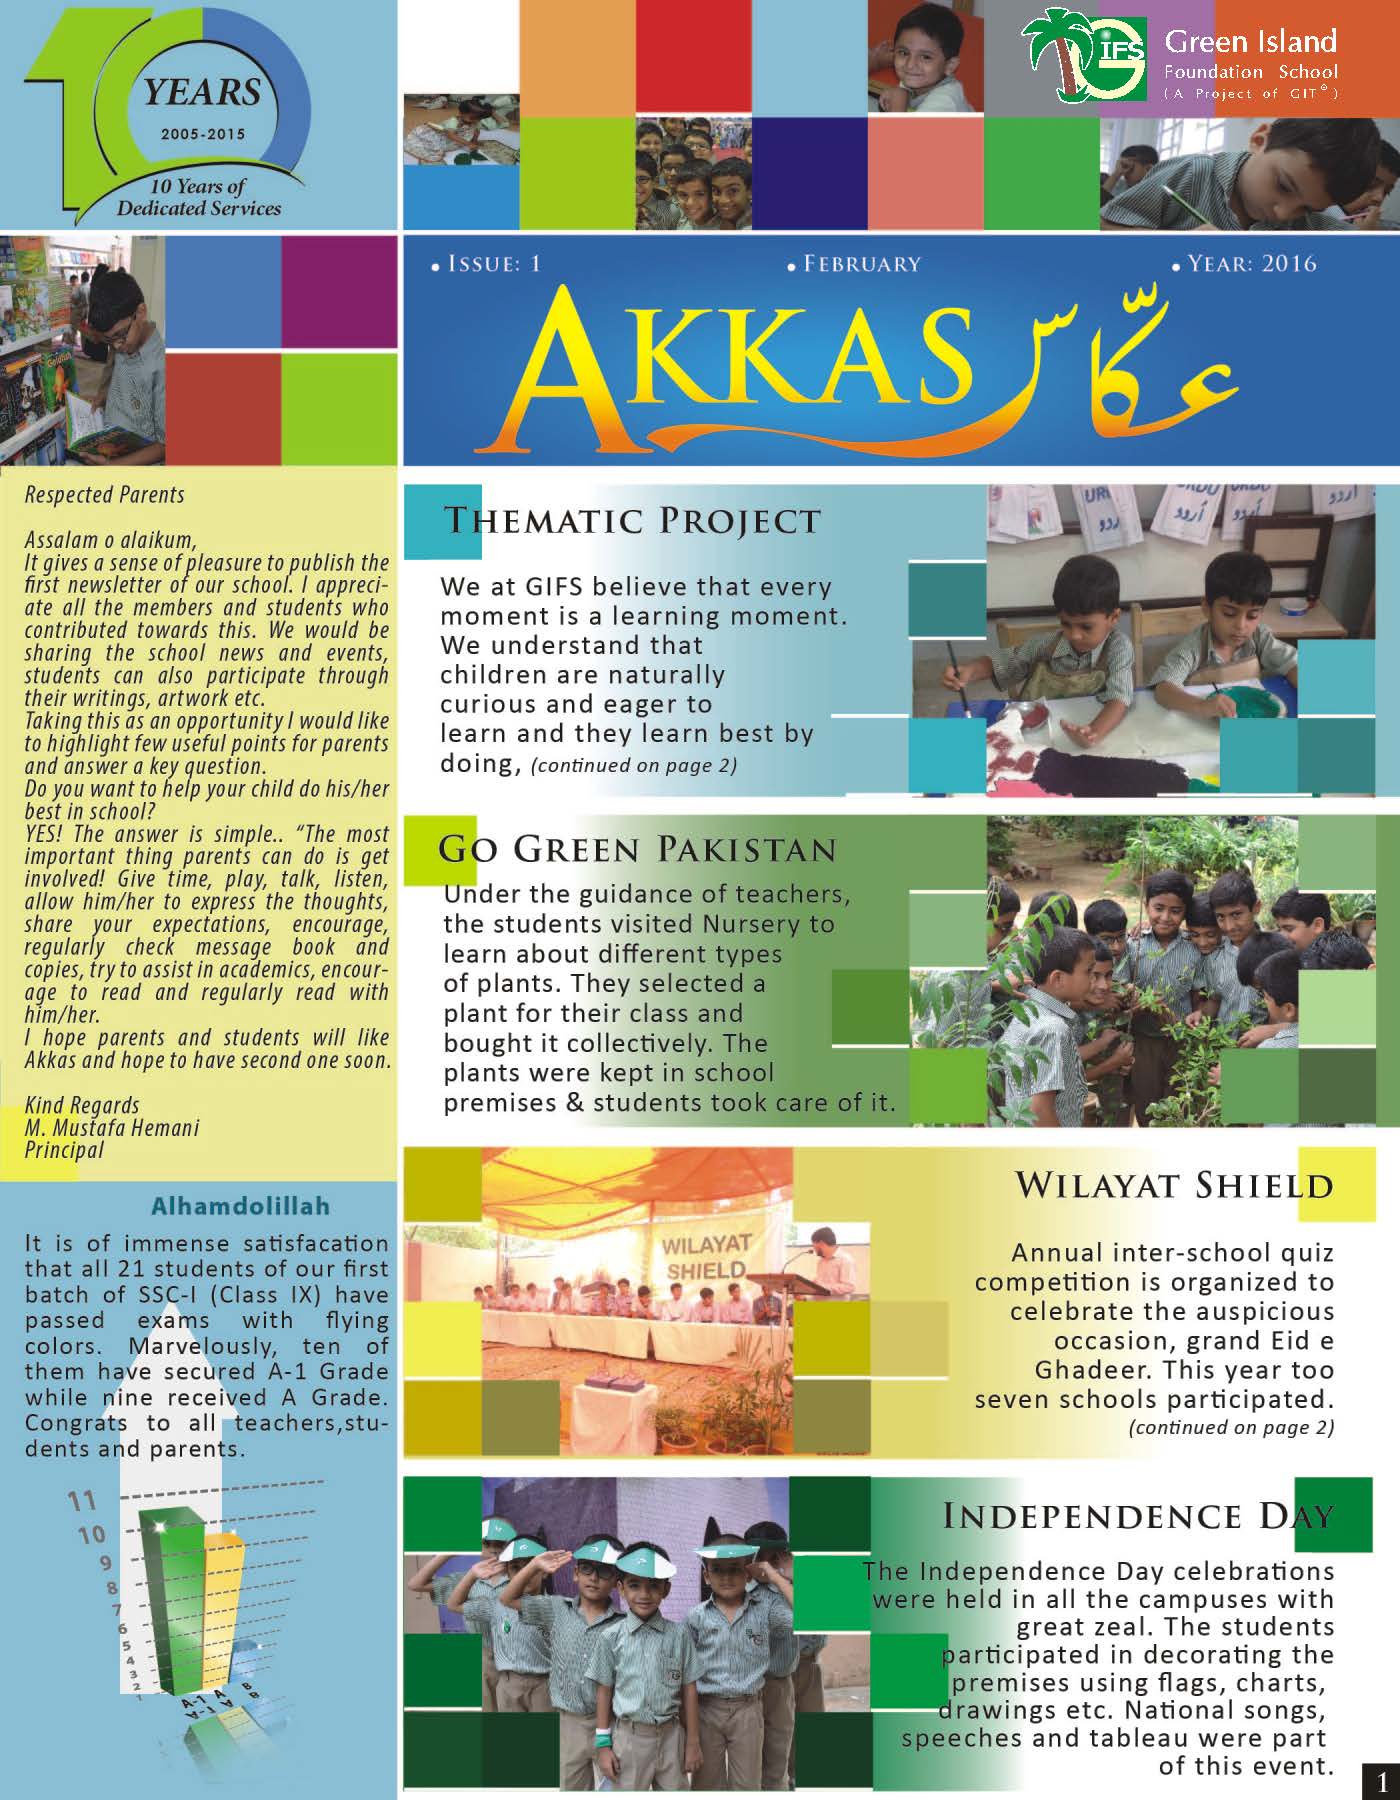 YEARS
2005-2015
10 Years of
Dedicated Services
GIFS
Green Island
Foundation School
(A Project of GIT®)
• ISSUE: 1
• FEBRUARY
• YEAR: 2016
AKKAS عکّاس
Respected Parents
Assalam o alaikum,
It gives a sense of pleasure to publish the
first newsletter of our school. I appreci-
ate all the members and students who
contributed towards this. We would be
sharing the school news and events,
students can also participate through
their writings, artwork etc.
Taking this as an opportunity I would like
to highlight few useful points for parents
and answer a key question.
Do you want to help your child do his/her
best in school?
YES! The answer is simple.. “The most
important thing parents can do is get
involved! Give time, play, talk, listen,
allow him/her to express the thoughts,
share your expectations, encourage,
regularly check message book and
copies, try to assist in academics, encour-
age to read and regularly read with
him/her.
I hope parents and students will like
Akkas and hope to have second one soon.
Kind Regards
M. Mustafa Hemani
Principal
Alhamdolillah
It is of immense satisfacation
that all 21 students of our first
batch of SSC-I (Class IX) have
passed exams with flying
colors. Marvelously, ten of
them have secured A-1 Grade
while nine received A Grade.
Congrats to all teachers,stu-
dents and parents.
11
10
9
8
7
6
5
4
3
2
1
A-1 A B
THEMATIC PROJECT
We at GIFS believe that every
moment is a learning moment.
We understand that
children are naturally
curious and eager to
learn and they learn best by
doing, (continued on page 2)
URDU
اُردو
GO GREEN PAKISTAN
Under the guidance of teachers,
the students visited Nursery to
learn about different types
of plants. They selected a
plant for their class and
bought it collectively. The
plants were kept in school
premises & students took care of it.
WILAYAT
SHIELD
WILAYAT SHIELD
Annual inter-school quiz
competition is organized to
celebrate the auspicious
occasion, grand Eid e
Ghadeer. This year too
seven schools participated.
(continued on page 2)
INDEPENDENCE DAY
The Independence Day celebrations
were held in all the campuses with
great zeal. The students
participated in decorating the
premises using flags, charts,
drawings etc. National songs,
speeches and tableau were part
of this event.
1